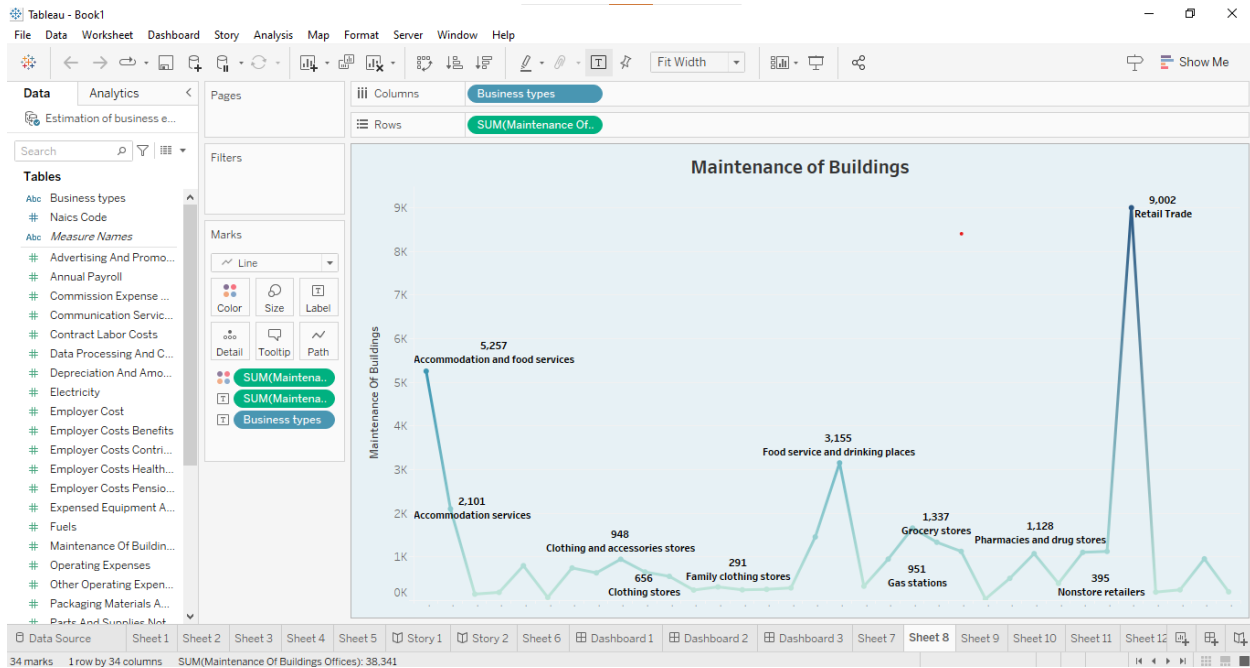 Tableau - Book1
File Data Worksheet Dashboard Story Analysis Map Format Server Window Help
Fit Width
Show Me
Data Analytics
Estimation of business e...
Search
Tables
Abc Business types
# Naics Code
Abc Measure Names
# Advertising And Promo...
# Annual Payroll
# Commission Expense ...
# Communication Servic...
# Contract Labor Costs
# Data Processing And C...
# Depreciation And Amo...
# Electricity
# Employer Cost
# Employer Costs Benefits
# Employer Costs Contri...
# Employer Costs Health...
# Employer Costs Pensio...
# Expensed Equipment A...
# Fuels
# Maintenance Of Buildin...
# Operating Expenses
# Other Operating Expen...
# Packaging Materials A...
# Parts And Supplies Not
Pages
Filters
Marks
Line
Color Size Label
Detail Tooltip Path
SUM(Maintena..
T SUM(Maintena..
T Business types
Columns Business types
Rows SUM(Maintenance Of..
Maintenance of Buildings
Maintenance Of Buildings
9K
8K
7K
6K
5K
4K
3K
2K
1K
0K
5,257
Accommodation and food services
2,101
Accommodation services
948
Clothing and accessories stores
656
Clothing stores
291
Family clothing stores
3,155
Food service and drinking places
1,337
Grocery stores
951
Gas stations
1,128
Pharmacies and drug stores
395
Nonstore retailers
9,002
Retail Trade
Data Source Sheet 1 Sheet 2 Sheet 3 Sheet 4 Sheet 5 Story 1 Story 2 Sheet 6 Dashboard 1 Dashboard 2 Dashboard 3 Sheet 7 Sheet 8 Sheet 9 Sheet 10 Sheet 11 Sheet 12
34 marks 1 row by 34 columns SUM(Maintenance Of Buildings Offices): 38,341